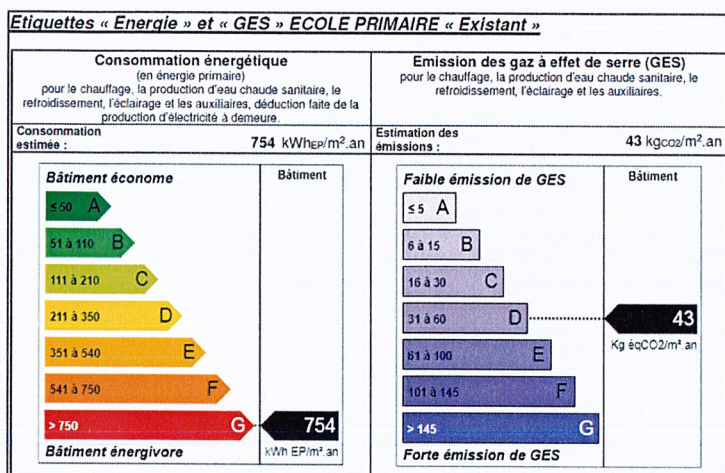 Etiquettes « Energie » et « GES » ECOLE PRIMAIRE « Existant »
Consommation énergétique
(en énergie primaire)
pour le chauffage, la production d'eau chaude sanitaire, le
refroidissement, l'éclairage et les auxiliaires, déduction faite de la
production d'électricité à demeure.
Consommation
estimée :
754 kWhEP/m².an
Bâtiment économe
Bâtiment
≤ 50 A
51 à 110 B
111 à 210 C
211 à 350 D
351 à 540 E
541 à 750 F
> 750 G
754
kWh EP/m².an
Bâtiment énergivore
Emission des gaz à effet de serre (GES)
pour le chauffage, la production d'eau chaude sanitaire, le
refroidissement, l'éclairage et les auxiliaires.
Estimation des
émissions :
43 kgco2/m².an
Faible émission de GES
Bâtiment
≤ 5 A
6 à 15 B
16 à 30 C
31 à 60 D
43
Kg éqCO2/m².an
61 à 100 E
101 à 145 F
> 145 G
Forte émission de GES